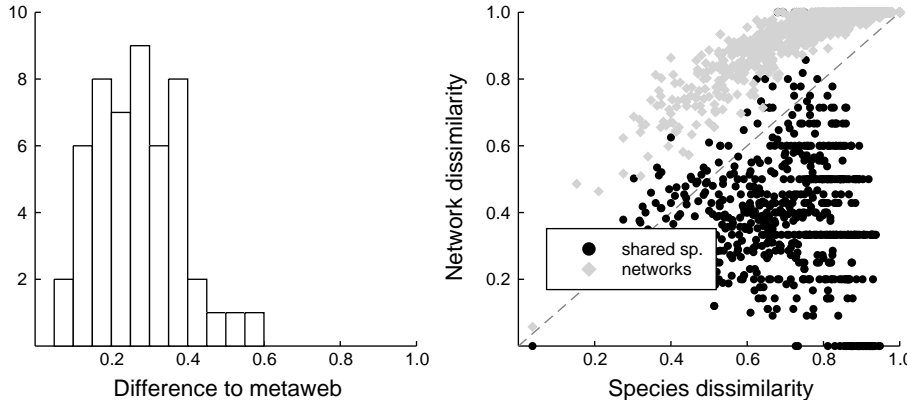 10
8
6
4
2
0.2 0.4 0.6 0.8 1.0
Difference to metaweb
Network dissimilarity
1.0
0.8
0.6
0.4
0.2
shared sp.
networks
0.2 0.4 0.6 0.8 1.0
Species dissimilarity